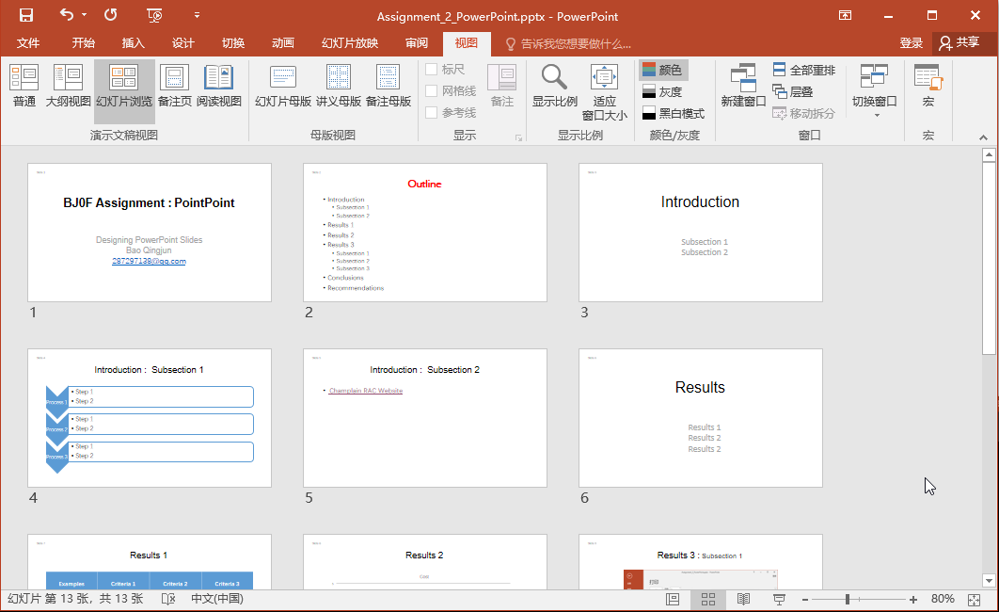 Assignment_2_PowerPoint.pptx - PowerPoint
文件 开始 插入 设计 切换 动画 幻灯片放映 审阅 视图 告诉我您想要做什么... 登录 共享
普通 大纲视图 幻灯片浏览 备注页 阅读视图
演示文稿视图
幻灯片母版 讲义母版 备注母版
母版视图
标尺
网格线
参考线
备注
显示
显示比例 适应
窗口大小
显示比例
颜色
灰度
黑白模式
颜色/灰度
新建窗口
全部重排
层叠
移动拆分
切换窗口
窗口
宏
宏
BJ0F Assignment : PointPoint
Designing PowerPoint Slides
Bao Qingjun
287297138@qq.com
1
Outline
• Introduction
• Subsection 1
• Subsection 2
• Results 1
• Results 2
• Results 3
• Subsection 1
• Subsection 2
• Subsection 3
• Conclusions
• Recommendations
2
Introduction
Subsection 1
Subsection 2
3
Introduction : Subsection 1
Process 1
• Step 1
• Step 2
Process 2
• Step 1
• Step 2
Process 3
• Step 1
• Step 2
4
Introduction : Subsection 2
• Champlain RAC Website
5
Results
Results 1
Results 2
Results 2
6
Results 1
Examples Criteria 1 Criteria 2 Criteria 3
Results 2
Results 3 : Subsection 1
幻灯片 第 13 张，共 13 张 中文(中国) 80%